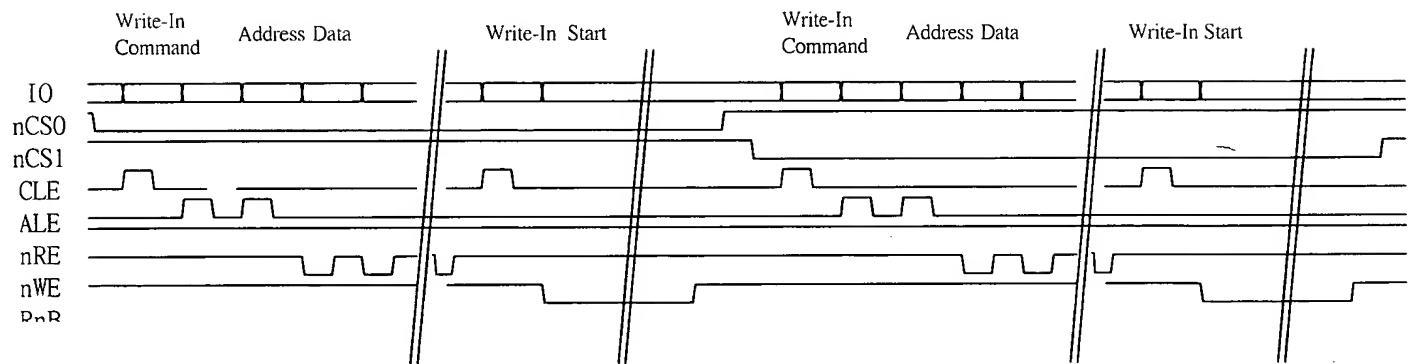 Write-In
Command
Address Data
Write-In Start
Write-In
Command
Address Data
Write-In Start
IO
nCS0
nCS1
CLE
ALE
nRE
nWE
RnB